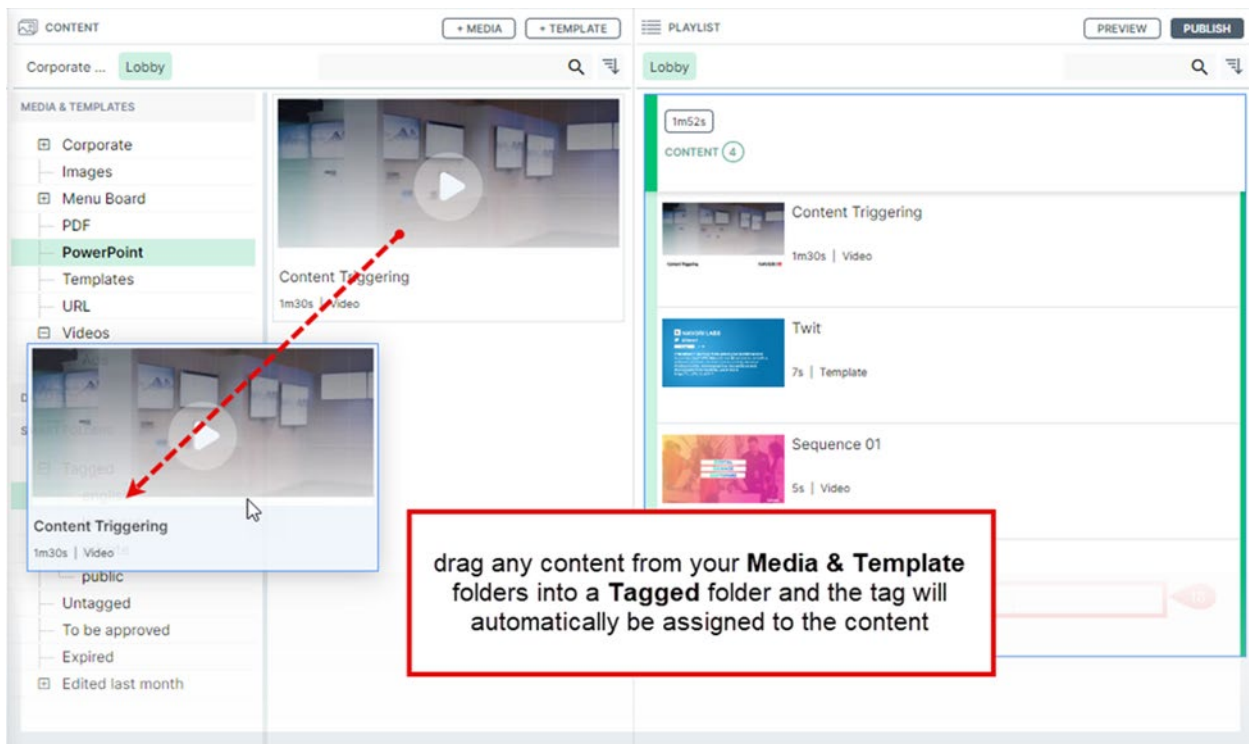 CONTENT
+ MEDIA
+ TEMPLATE
Corporate ...
Lobby
MEDIA & TEMPLATES
Corporate
Images
Menu Board
PDF
PowerPoint
Templates
URL
Videos
Tagged
Content Triggering
1m30s | Video
public
Untagged
To be approved
Expired
Edited last month
Content Triggering
1m30s | Video
PLAYLIST
PREVIEW
PUBLISH
Lobby
1m52s
CONTENT 4
Content Triggering
1m30s | Video
Twit
7s | Template
Sequence 01
5s | Video
drag any content from your Media & Template
folders into a Tagged folder and the tag will
automatically be assigned to the content